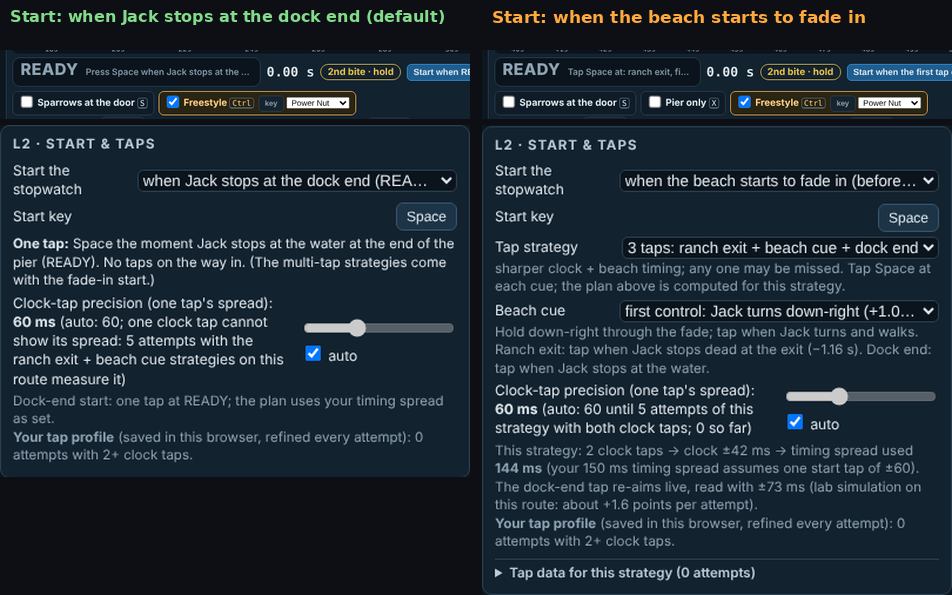 Start: when Jack stops at the dock end (default)
READY Press Space when Jack stops at the ... 0.00 s 2nd bite · hold Start when RE
Sparrows at the door S Freestyle Ctrl key Power Nut
L2 · START & TAPS
Start the
stopwatch
when Jack stops at the dock end (REA...
Start key Space
One tap: Space the moment Jack stops at the water at the end of the
pier (READY). No taps on the way in. (The multi-tap strategies come
with the fade-in start.)
Clock-tap precision (one tap's spread):
60 ms (auto: 60; one clock tap cannot
show its spread: 5 attempts with the
ranch exit + beach cue strategies on this
route measure it)
auto
Dock-end start: one tap at READY; the plan uses your timing spread
as set.
Your tap profile (saved in this browser, refined every attempt): 0
attempts with 2+ clock taps.
Start: when the beach starts to fade in
READY Tap Space at: ranch exit, fi... 0.00 s 2nd bite · hold Start when the first tap
Sparrows at the door S Pier only X Freestyle Ctrl key Power Nut
L2 · START & TAPS
Start the
stopwatch
when the beach starts to fade in (before...
Start key Space
Tap strategy 3 taps: ranch exit + beach cue + dock end
sharper clock + beach timing; any one may be missed. Tap Space at
each cue; the plan above is computed for this strategy.
Beach cue first control: Jack turns down-right (+1.0...
Hold down-right through the fade; tap when Jack turns and walks.
Ranch exit: tap when Jack stops dead at the exit (−1.16 s). Dock end:
tap when Jack stops at the water.
Clock-tap precision (one tap's spread):
60 ms (auto: 60 until 5 attempts of this
strategy with both clock taps; 0 so far)
auto
This strategy: 2 clock taps → clock ±42 ms → timing spread used
144 ms (your 150 ms timing spread assumes one start tap of ±60).
The dock-end tap re-aims live, read with ±73 ms (lab simulation on
this route: about +1.6 points per attempt).
Your tap profile (saved in this browser, refined every attempt): 0
attempts with 2+ clock taps.
▶ Tap data for this strategy (0 attempts)